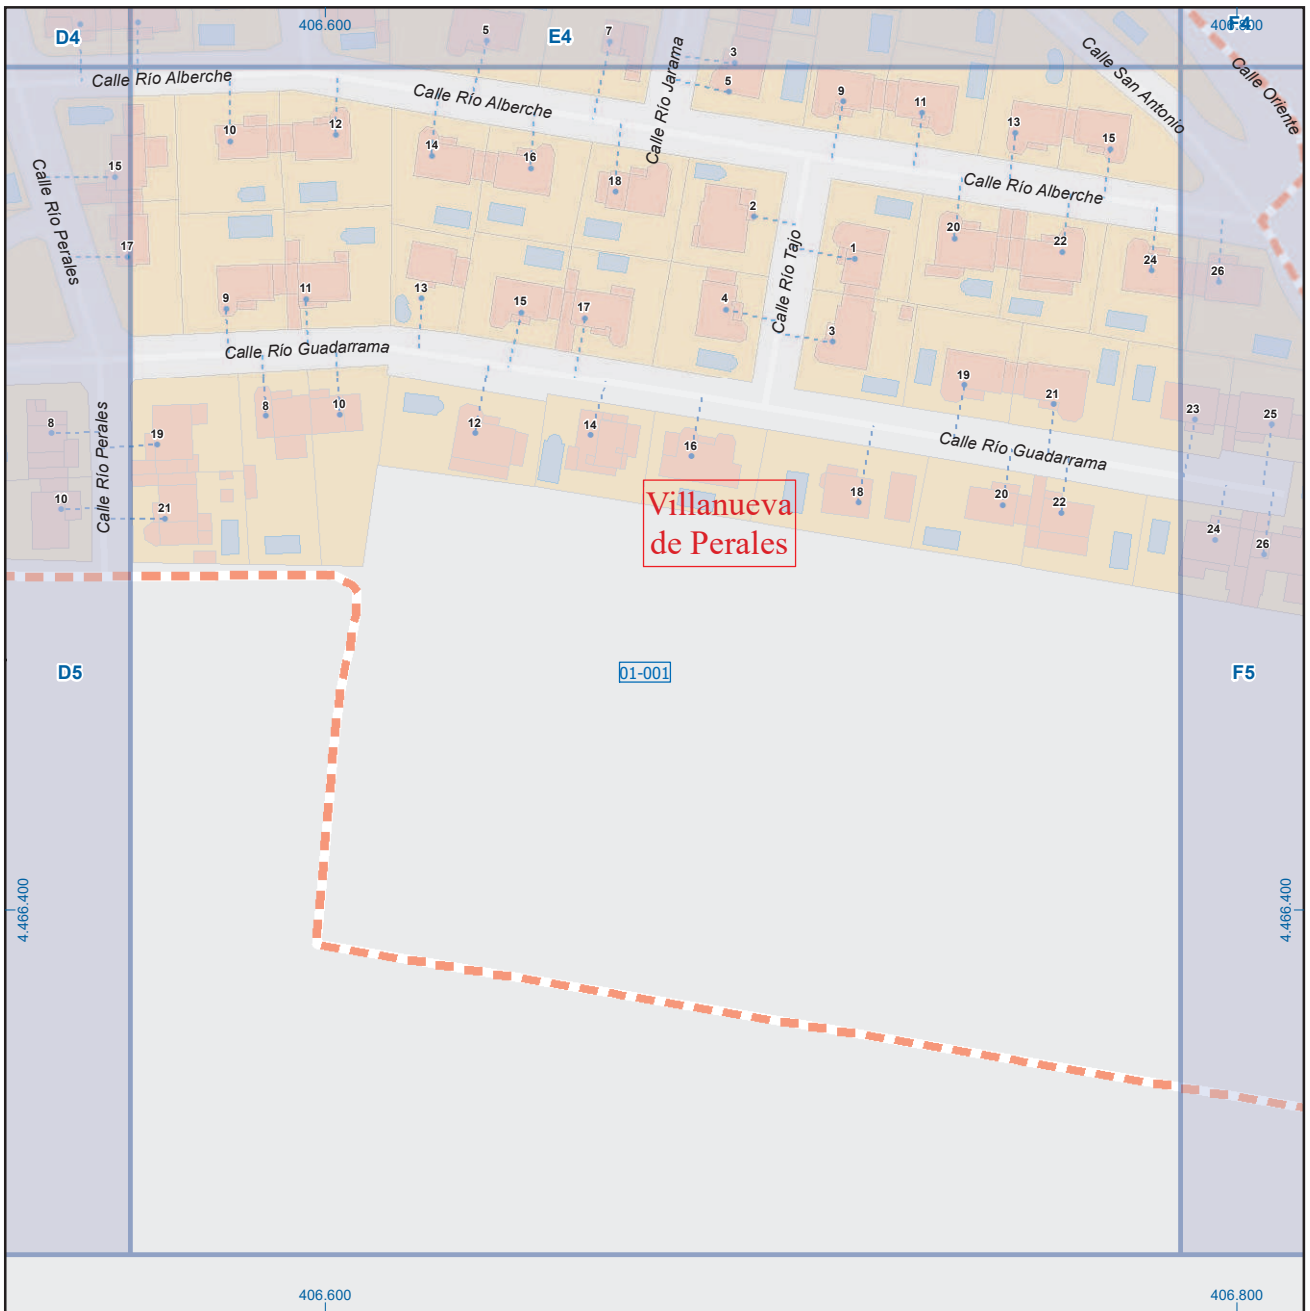 406.600
406.800
D4
E4
F4
5
7
3
5
Calle Río Jarama
Calle San Antonio
Calle Oriente
Calle Río Alberche
Calle Río Alberche
9
11
13
15
10
12
14
16
18
15
Calle Río Perales
17
2
Calle Río Alberche
1
20
22
24
26
Calle Río Tajo
9
11
13
15
17
4
3
Calle Río Guadarrama
19
21
23
25
8
10
8
19
Calle Río Perales
12
14
16
Calle Río Guadarrama
10
21
18
20
22
24
26
Villanueva
de Perales
D5
01-001
F5
4.466.400
4.466.400
406.600
406.800